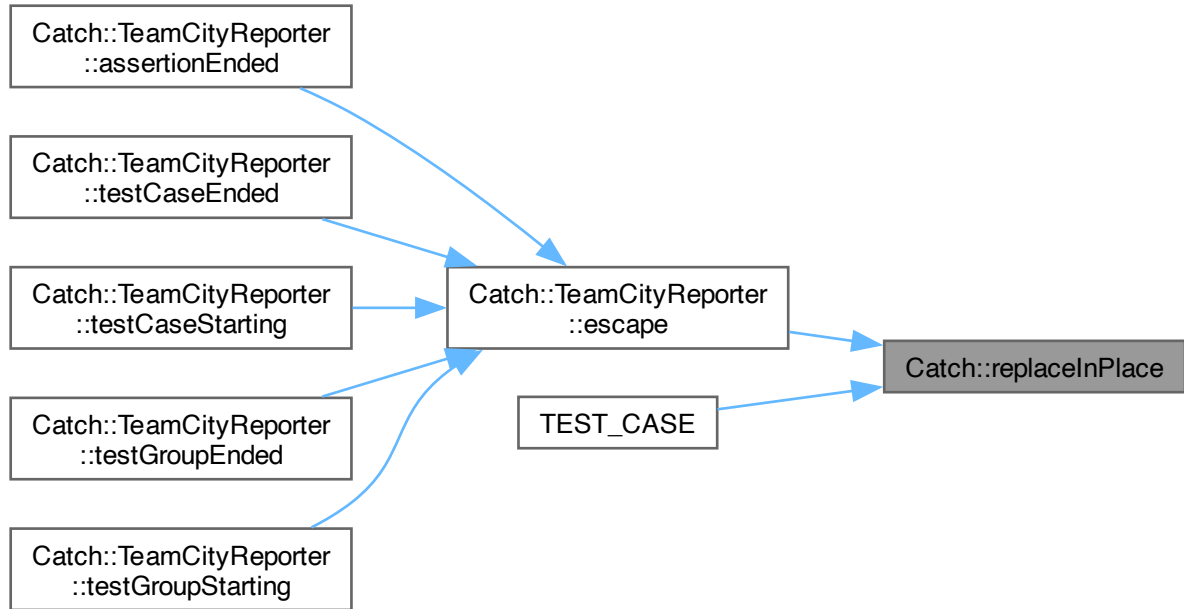 Catch::TeamCityReporter
::assertionEnded
Catch::TeamCityReporter
::testCaseEnded
Catch::TeamCityReporter
::testCaseStarting
Catch::TeamCityReporter
::testGroupEnded
Catch::TeamCityReporter
::testGroupStarting
Catch::TeamCityReporter
::escape
TEST_CASE
Catch::replaceInPlace